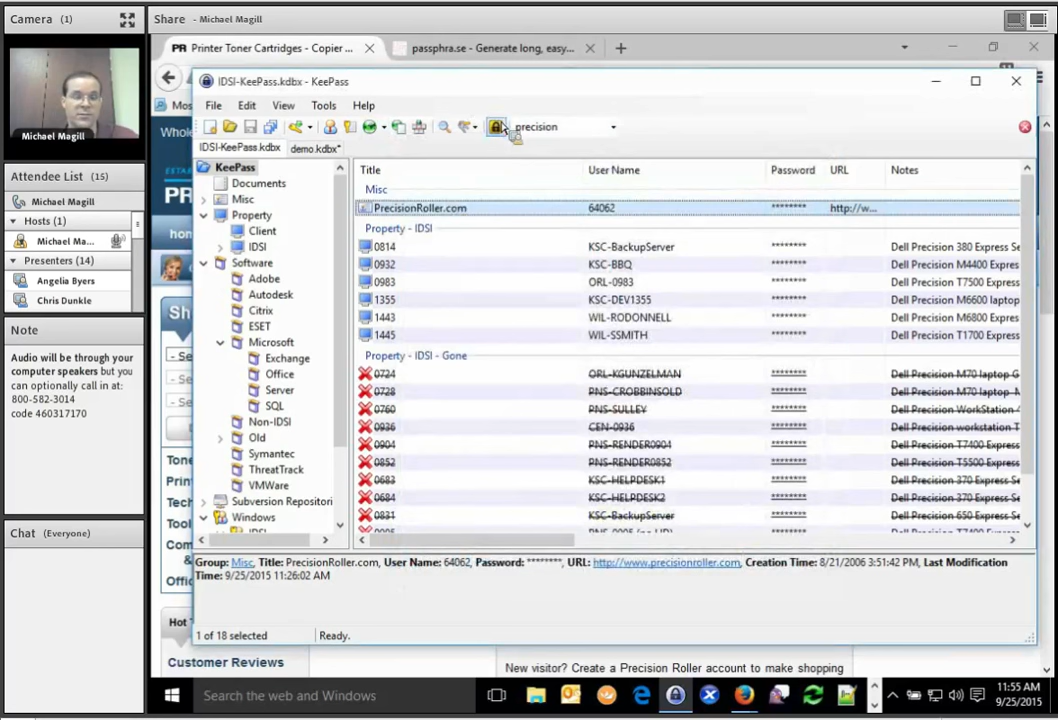 Camera (1)
Share - Michael Magill
Michael Magill
PR Printer Toner Cartridges - Copier ...
passphra.se - Generate long, easy...
IDSI-KeePass.kdbx - KeePass
File Edit View Tools Help
precision
IDSI-KeePass.kdbx demo.kdbx*
Attendee List (15)
Michael Magill
Hosts (1)
Michael Ma...
Presenters (14)
Angelia Byers
Chris Dunkle
Note
Audio will be through your
computer speakers but you
can optionally call in at:
800-582-3014
code 460317170
Chat (Everyone)
KeePass
Documents
Misc
Property
Client
IDSI
Software
Adobe
Autodesk
Citrix
ESET
Microsoft
Exchange
Office
Server
SQL
Non-IDSI
Old
Symantec
ThreatTrack
VMWare
Subversion Repositori
Windows
IDSI
Title User Name Password URL Notes
Misc
PrecisionRoller.com 64062 ******** http://w...
Property - IDSI
0814 KSC-BackupServer ******** Dell Precision 380 Express Se
0932 KSC-BBQ ******** Dell Precision M4400 Expres
0983 ORL-0983 ******** Dell Precision T7500 Express
1355 KSC-DEV1355 ******** Dell Precision M6600 laptop
1443 WIL-RODONNELL ******** Dell Precision M6800 Expres
1445 WIL-SSMITH ******** Dell Precision T1700 Express
Property - IDSI - Gone
0724 ORL-KGUNZELMAN ******** Dell Precision M70 laptop G
0728 PNS-CROBBINSOLD ******** Dell Precision M70 laptop
0760 PNS-SULLEY ******** Dell Precision WorkStation
0936 CEN-0936 ******** Dell Precision workstation T
0904 PNS-RENDER0904 ******** Dell Precision T7400 Express
0852 PNS-RENDER0852 ******** Dell Precision T5500 Express
0683 KSC-HELPDESK1 ******** Dell Precision 370 Express Se
0684 KSC-HELPDESK2 ******** Dell Precision 370 Express Se
0831 KSC-BackupServer ******** Dell Precision 650 Express Se
Group: Misc, Title: PrecisionRoller.com, User Name: 64062, Password: ********, URL: http://www.precisionroller.com, Creation Time: 8/21/2006 3:51:42 PM, Last Modification
Time: 9/25/2015 11:26:02 AM
1 of 18 selected Ready.
Customer Reviews
New visitor? Create a Precision Roller account to make shopping
Search the web and Windows
11:55 AM
9/25/2015